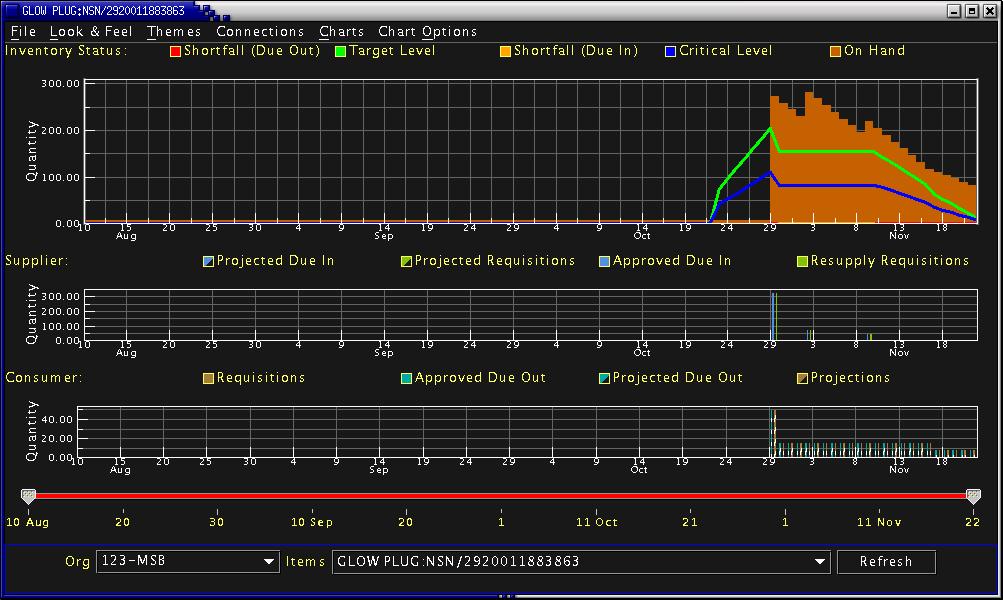 GLOW PLUG:NSN/2920011883863
File Look & Feel Themes Connections Charts Chart Options
Inventory Status: Shortfall (Due Out) Target Level Shortfall (Due In) Critical Level On Hand
300.00
200.00
100.00
0.00
Quantity
10 15 20 25 30 4 9 14 19 24 29 4 9 14 19 24 29 3 8 13 18
Aug Sep Oct Nov
Supplier: Projected Due In Projected Requisitions Approved Due In Resupply Requisitions
300.00
200.00
100.00
0.00
Quantity
10 15 20 25 30 4 9 14 19 24 29 4 9 14 19 24 29 3 8 13 18
Aug Sep Oct Nov
Consumer: Requisitions Approved Due Out Projected Due Out Projections
40.00
20.00
0.00
Quantity
10 15 20 25 30 4 9 14 19 24 29 4 9 14 19 24 29 3 8 13 18
Aug Sep Oct Nov
10 Aug 20 30 10 Sep 20 1 11 Oct 21 1 11 Nov 22
Org 123-MSB Items GLOW PLUG:NSN/2920011883863 Refresh